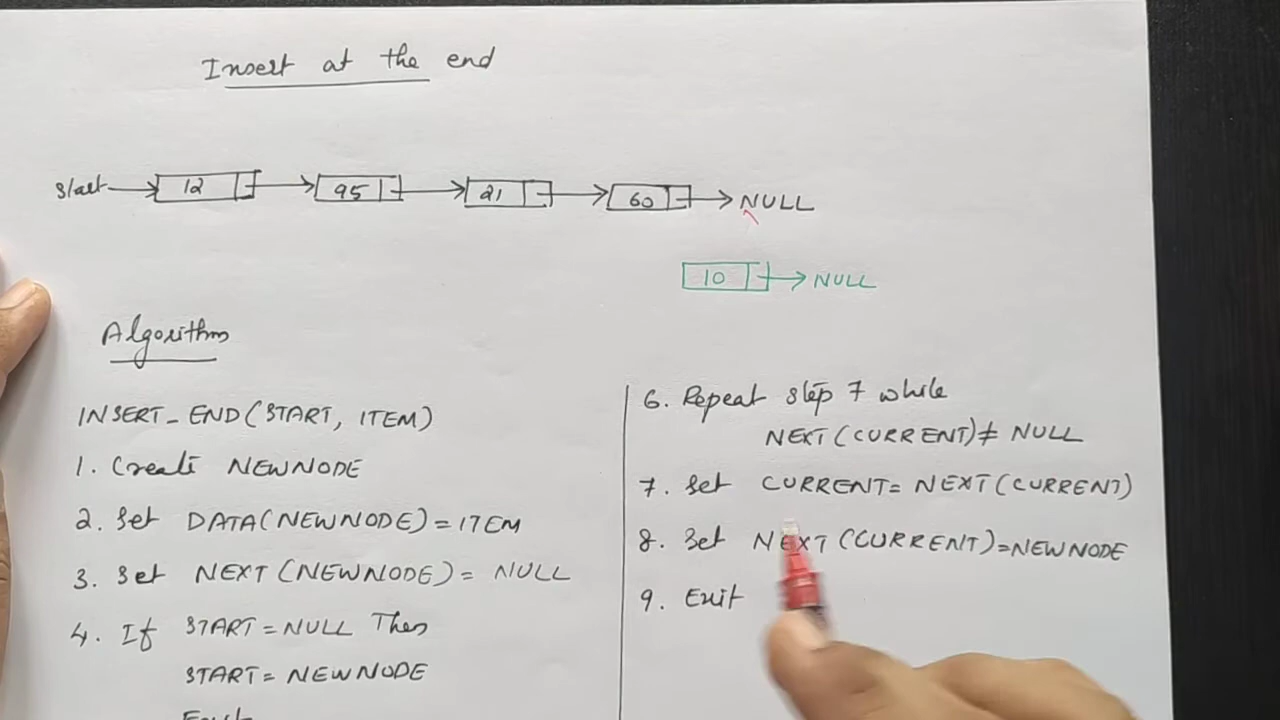 Insert at the end
Start 12 95 21 60 NULL
10 NULL
Algorithm
INSERT_END(START, ITEM)
1. Create NEWNODE
2. Set DATA(NEWNODE) = ITEM
3. Set NEXT(NEWNODE) = NULL
4. If START = NULL Then
START = NEWNODE
6. Repeat step 7 while
NEXT(CURRENT) ≠ NULL
7. Set CURRENT = NEXT(CURRENT)
8. Set NEXT(CURRENT) = NEWNODE
9. Exit